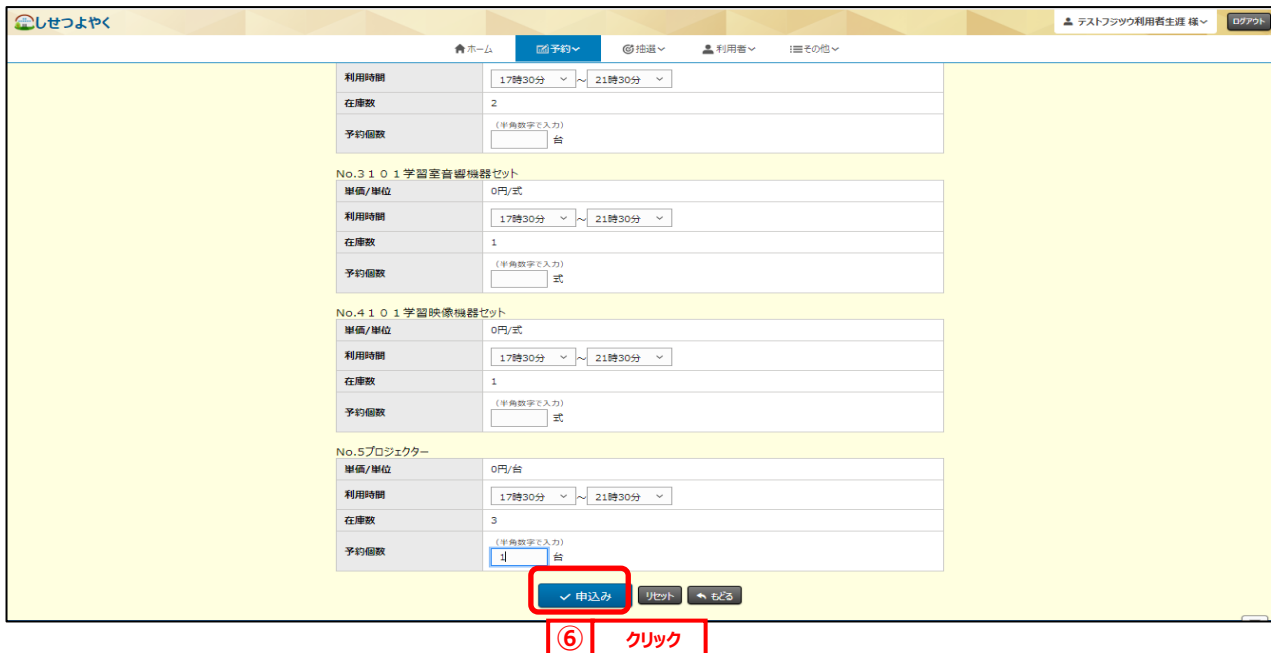 しせつよやく
テストフジツウ利用者生涯 様
ログアウト
ホーム 予約 抽選 利用者 その他
利用時間 17時30分 ～ 21時30分
在庫数 2
予約個数 （半角数字で入力）
台
No.3１０１学習室音響機器セット
単価/単位 0円/式
利用時間 17時30分 ～ 21時30分
在庫数 1
予約個数 （半角数字で入力）
式
No.4１０１学習映像機器セット
単価/単位 0円/式
利用時間 17時30分 ～ 21時30分
在庫数 1
予約個数 （半角数字で入力）
式
No.5プロジェクター
単価/単位 0円/台
利用時間 17時30分 ～ 21時30分
在庫数 3
予約個数 （半角数字で入力）
1 台
申込み リセット もどる
⑥ クリック